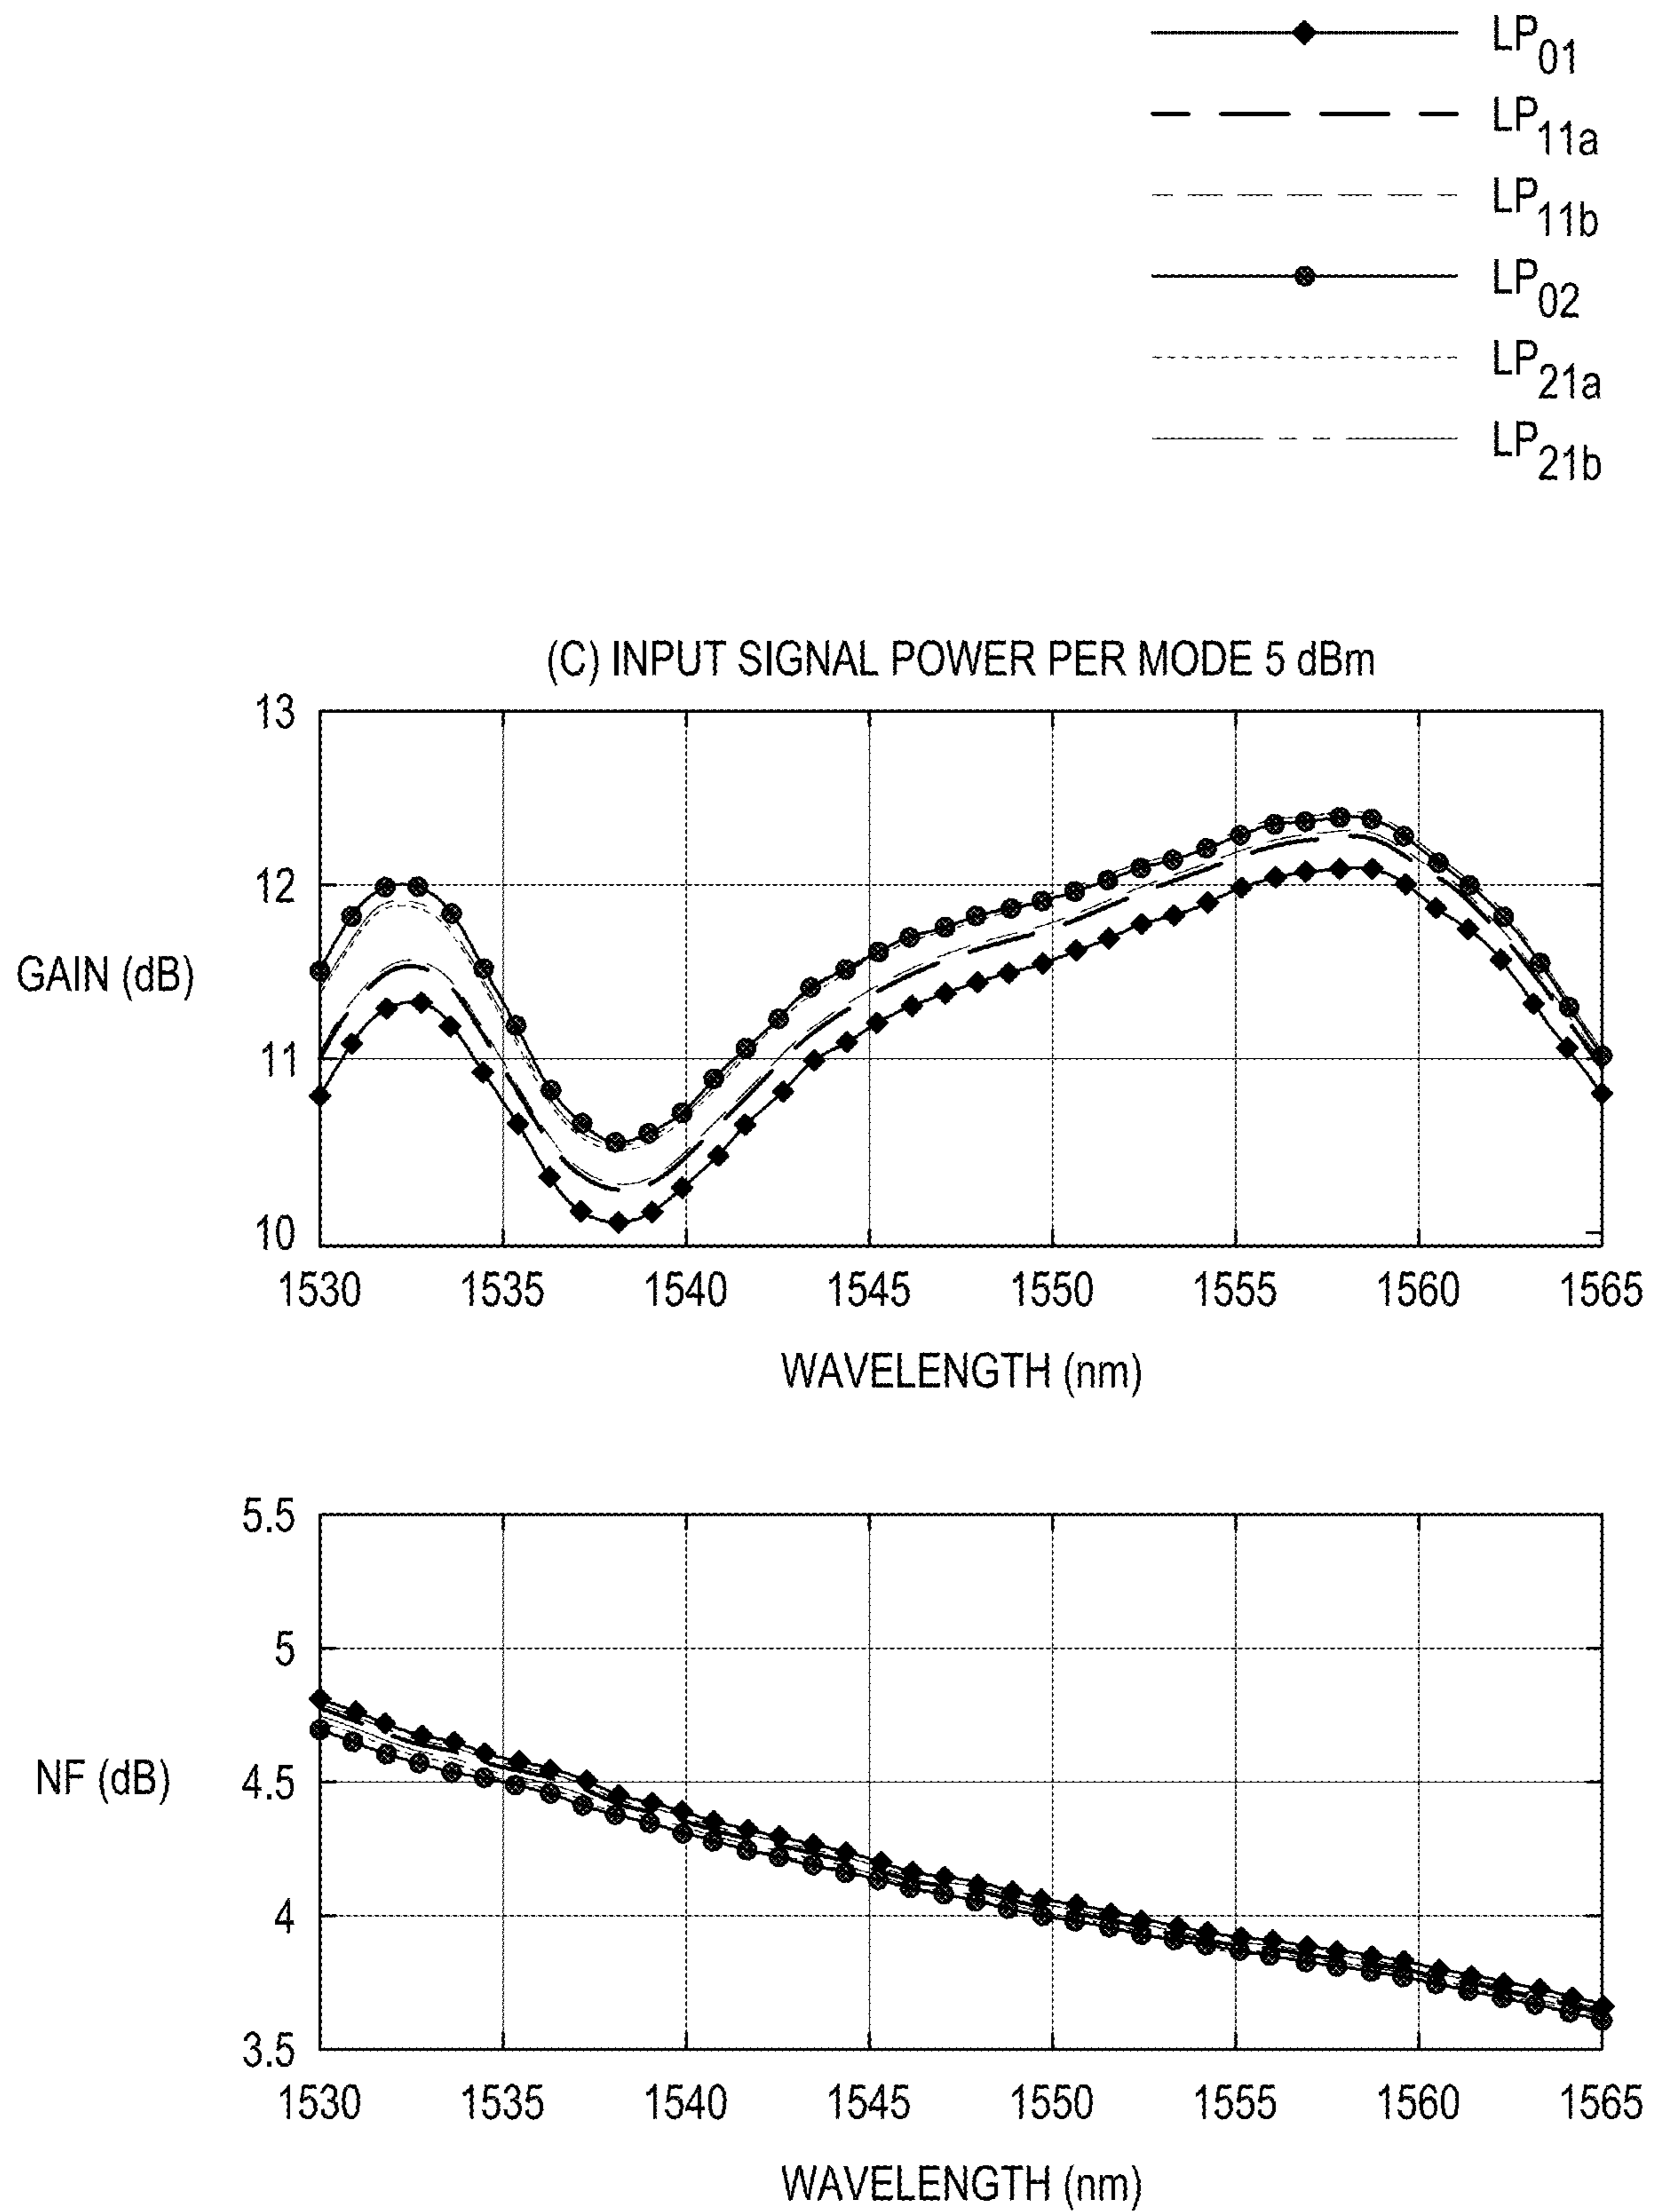 LP01
LP11a
LP11b
LP02
LP21a
LP21b
(C) INPUT SIGNAL POWER PER MODE 5 dBm
13
12
GAIN (dB)
11
10
1530 1535 1540 1545 1550 1555 1560 1565
WAVELENGTH (nm)
5.5
5
NF (dB)
4.5
4
3.5
1530 1535 1540 1545 1550 1555 1560 1565
WAVELENGTH (nm)